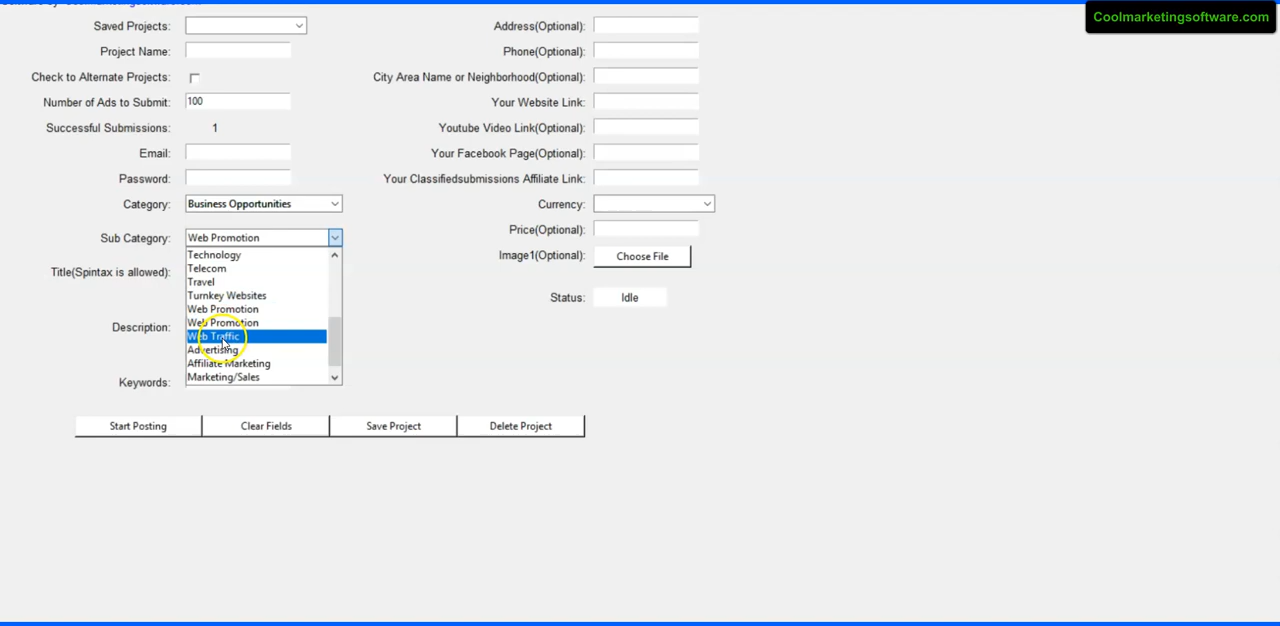 Coolmarketingsoftware.com
Saved Projects:
Project Name:
Check to Alternate Projects:
Number of Ads to Submit: 100
Successful Submissions: 1
Email:
Password:
Category: Business Opportunities
Sub Category: Web Promotion
Technology
Telecom
Travel
Turnkey Websites
Web Promotion
Web Promotion
Web Traffic
Advertising
Affiliate Marketing
Marketing/Sales
Title(Spintax is allowed):
Description:
Keywords:
Address(Optional):
Phone(Optional):
City Area Name or Neighborhood(Optional):
Your Website Link:
Youtube Video Link(Optional):
Your Facebook Page(Optional):
Your Classifiedsubmissions Affiliate Link:
Currency:
Price(Optional):
Image1(Optional): Choose File
Status: Idle
Start Posting Clear Fields Save Project Delete Project